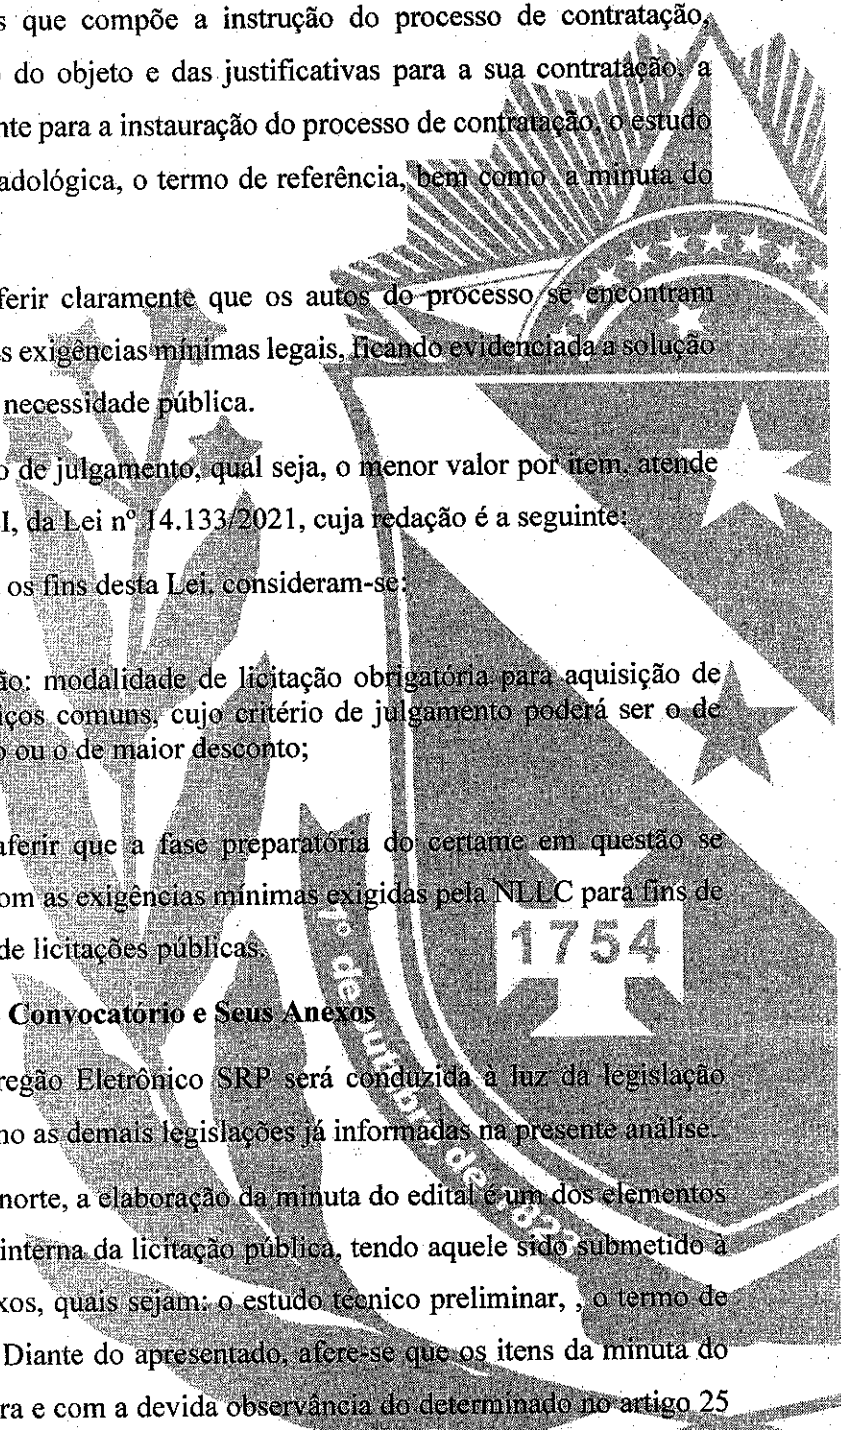 s que compõe a instrução do processo de contratação,
do objeto e das justificativas para a sua contratação, a
nte para a instauração do processo de contratação, o estudo
adológica, o termo de referência, bem como a minuta do
ferir claramente que os autos do processo se encontram
s exigências mínimas legais, ficando evidenciada a solução
necessidade pública.
o de julgamento, qual seja, o menor valor por item, atende
I, da Lei nº 14.133/2021, cuja redação é a seguinte:
os fins desta Lei, consideram-se:
ão: modalidade de licitação obrigatória para aquisição de
iços comuns, cujo critério de julgamento poderá ser o de
o ou o de maior desconto;
aferir que a fase preparatória do certame em questão se
om as exigências mínimas exigidas pela NLLC para fins de
de licitações públicas.
1754
Convocatório e Seus Anexos
regão Eletrônico SRP será conduzida à luz da legislação
no as demais legislações já informadas na presente análise.
norte, a elaboração da minuta do edital é um dos elementos
interna da licitação pública, tendo aquele sido submetido à
xos, quais sejam: o estudo técnico preliminar, , o termo de
Diante do apresentado, afere-se que os itens da minuta do
ra e com a devida observância do determinado no artigo 25